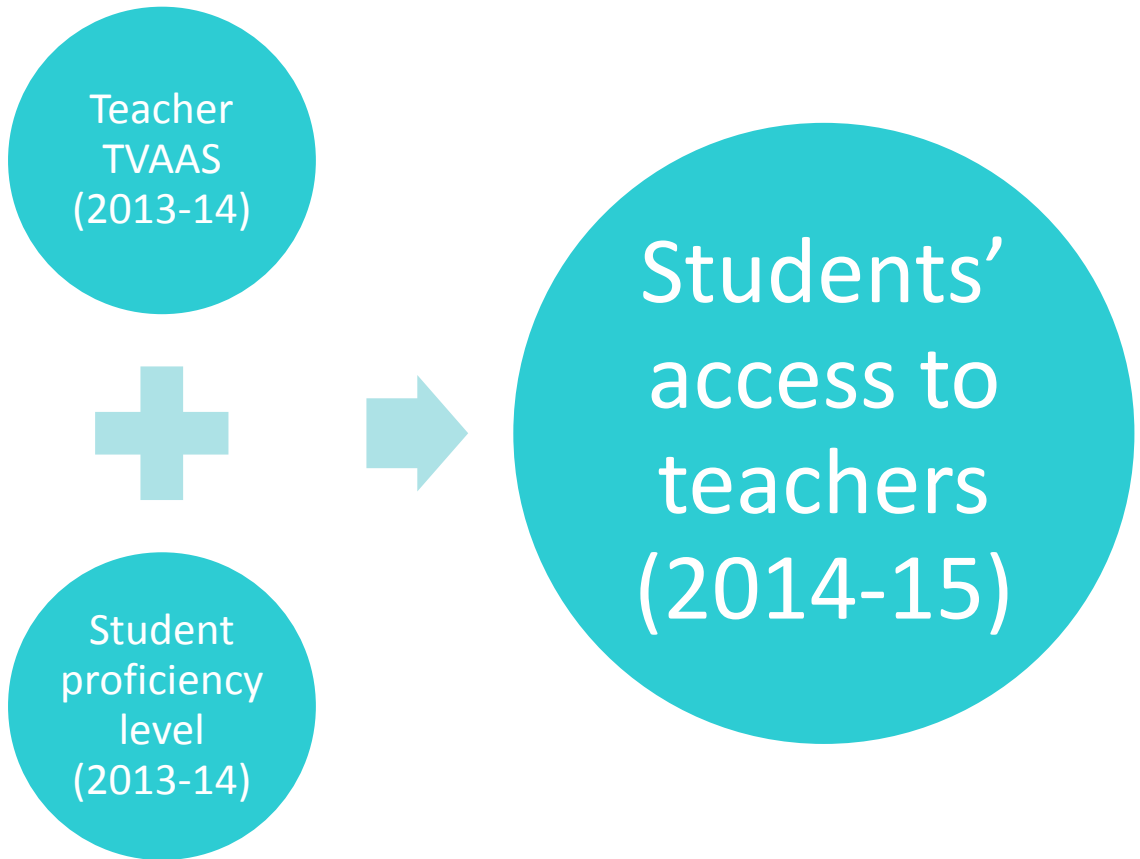 Teacher
TVAAS
(2013-14)
Student
proficiency
level
(2013-14)
Students’
access to
teachers
(2014-15)